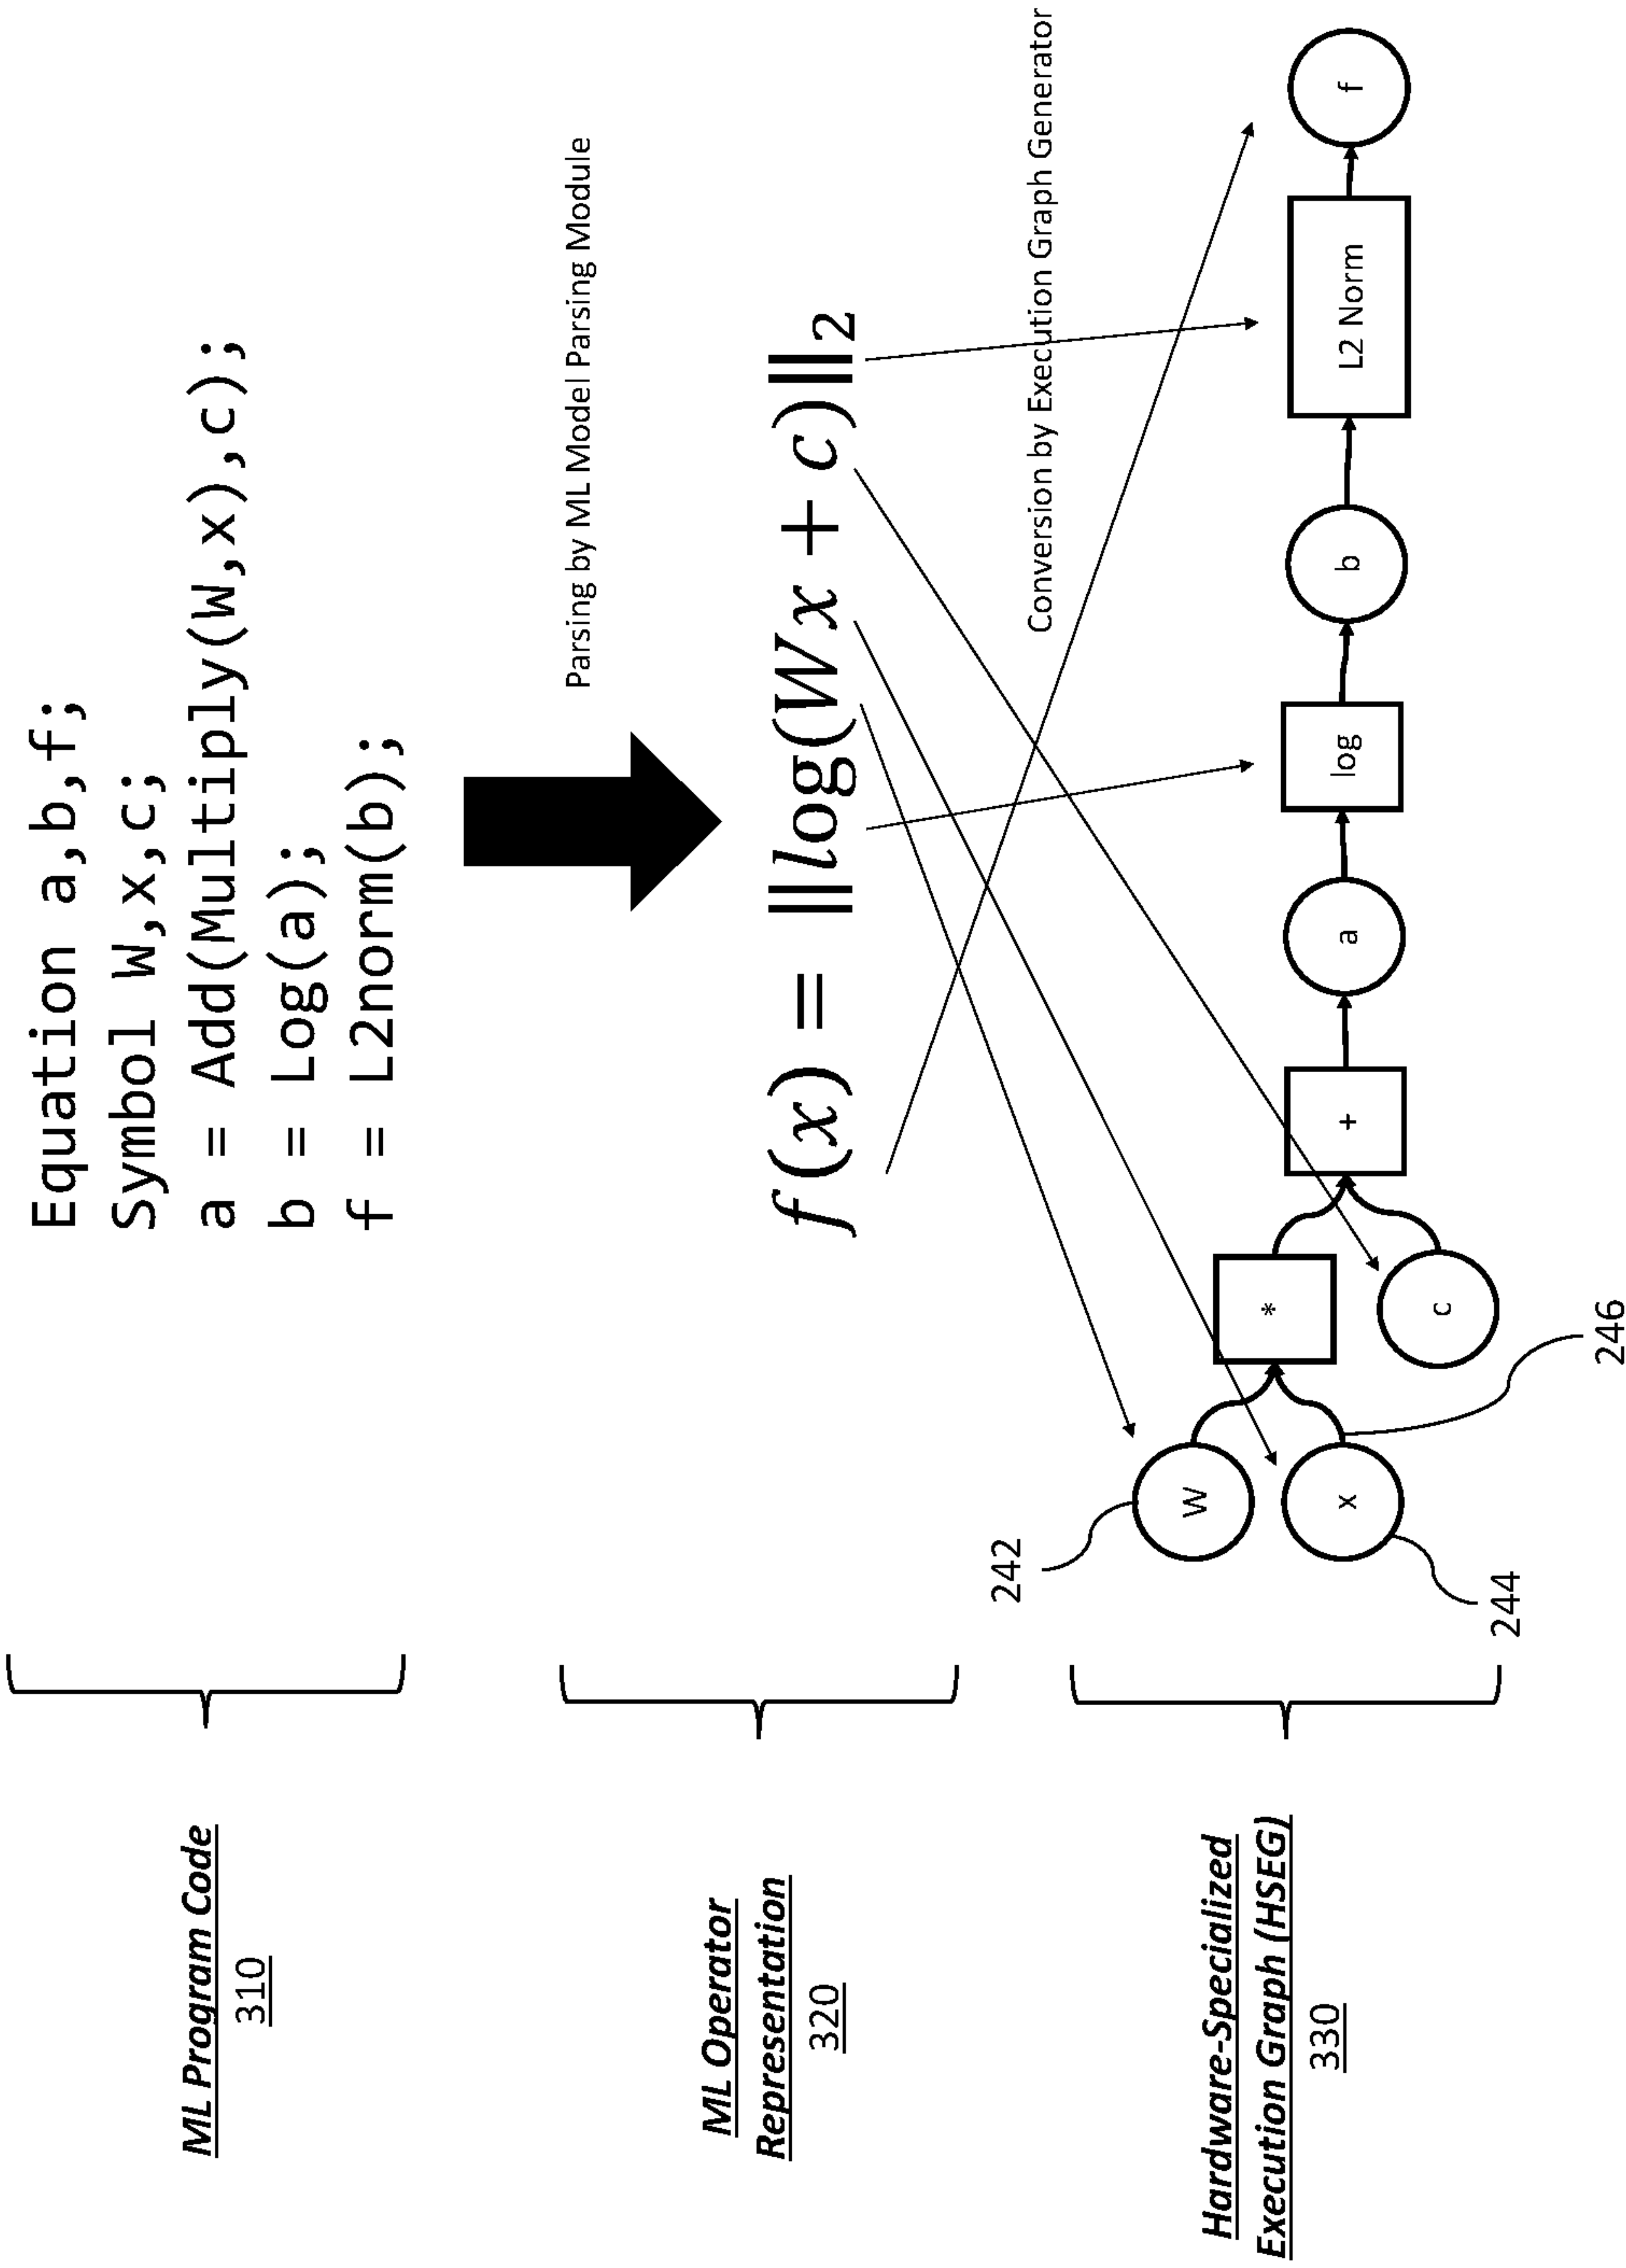 Equation a,b,f;
Symbol W,x,c;
a = Add(Multiply(W,x),c);
b = Log(a);
f = L2norm(b);
ML Program Code
310
Parsing by ML Model Parsing Module
f(x) = ‖log(Wx + c)‖₂
ML Operator
Representation
320
Conversion by Execution Graph Generator
Hardware-Specialized
Execution Graph (HSEG)
330
242
W
244
x
246
*
c
+
a
log
b
L2 Norm
f